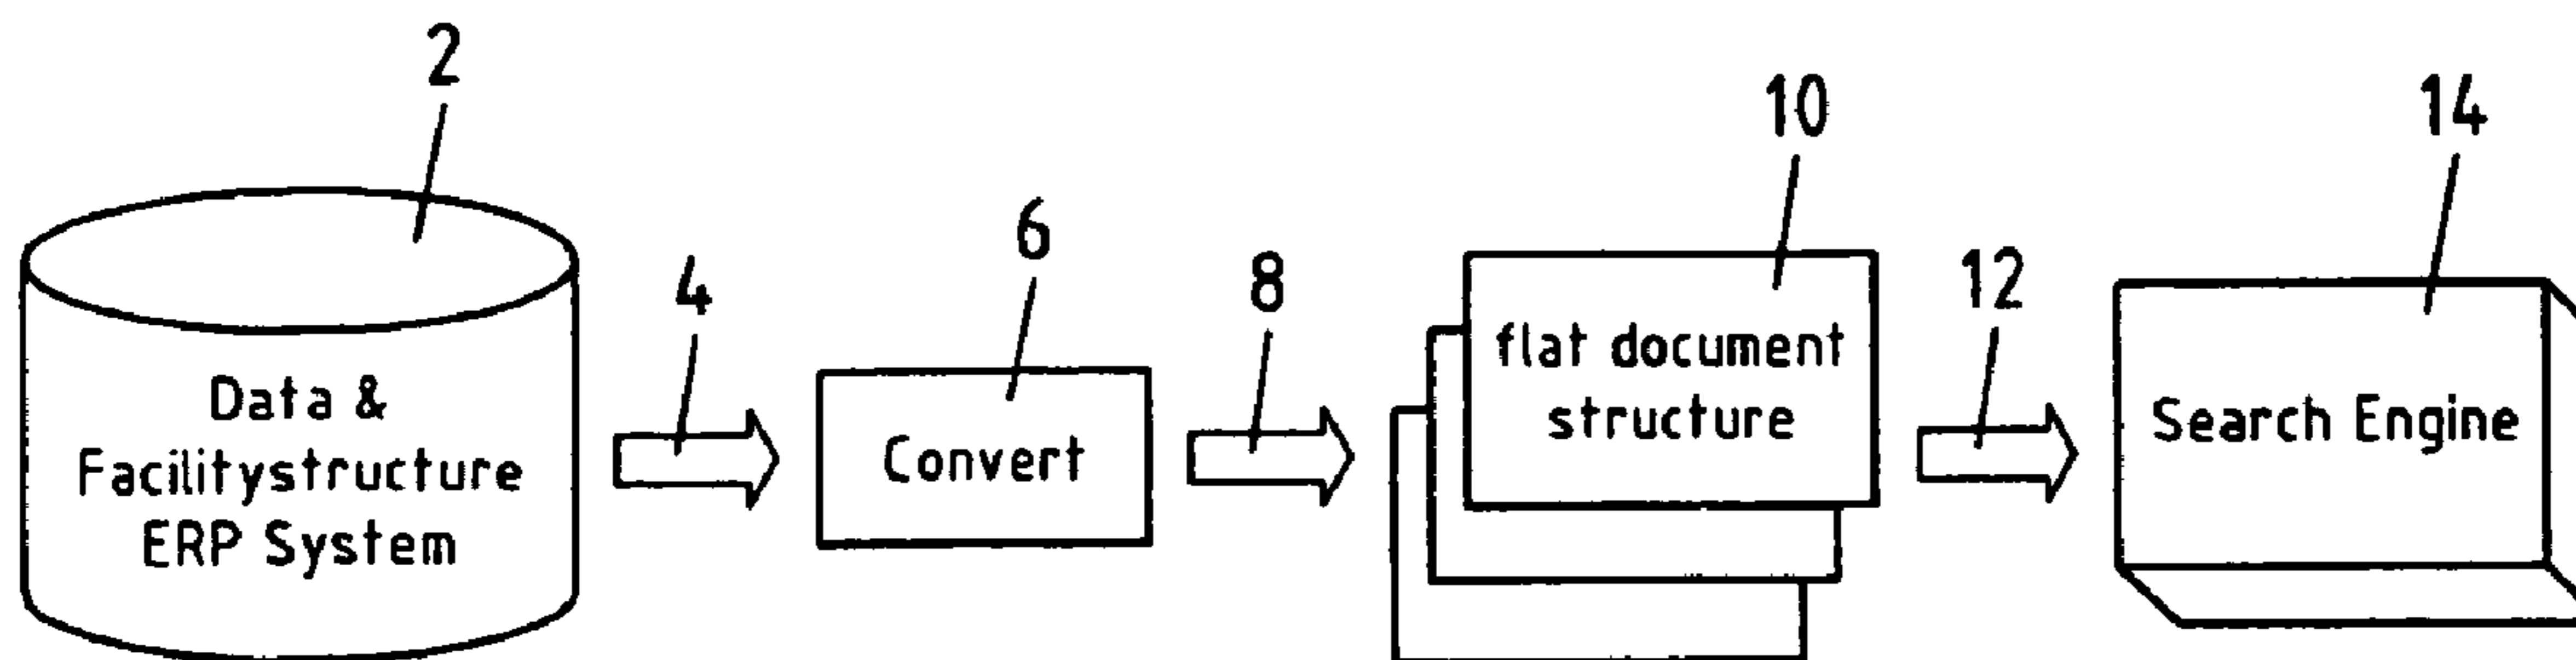 2
Data &
Facilitystructure
ERP System
4
6
Convert
8
10
flat document
structure
12
14
Search Engine